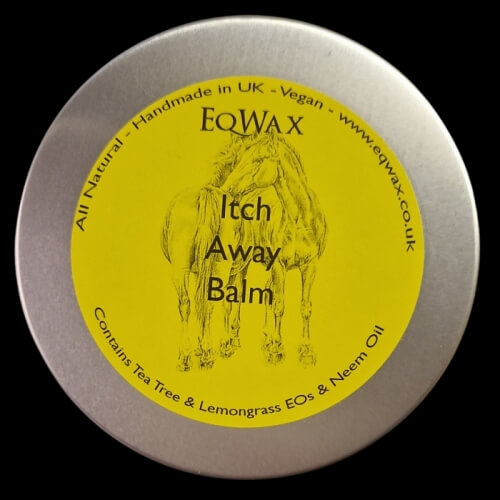 All Natural - Handmade in UK - Vegan - www.eqwax.co.uk
EQWAX
Itch
Away
Balm
Contains Tea Tree & Lemongrass EOs & Neem Oil